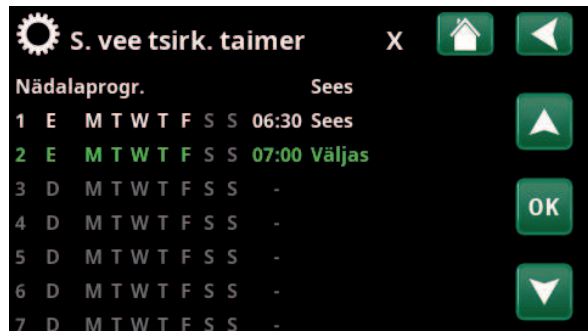 S. vee tsirk. taimer X
Nädalaprogr. Sees
1 E M T W T F S S 06:30 Sees
2 E M T W T F S S 07:00 Väljas
3 D M T W T F S S -
4 D M T W T F S S -
OK
5 D M T W T F S S -
6 D M T W T F S S -
7 D M T W T F S S